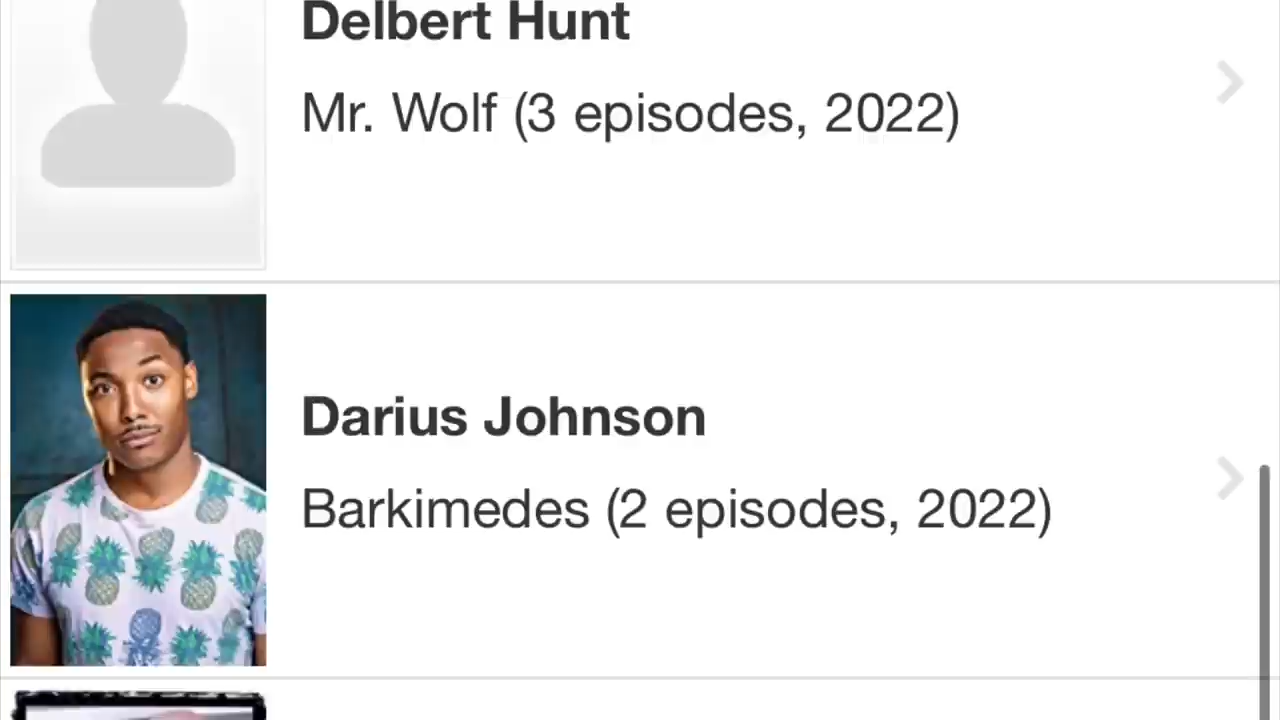 Delbert Hunt
Mr. Wolf (3 episodes, 2022)
Darius Johnson
Barkimedes (2 episodes, 2022)